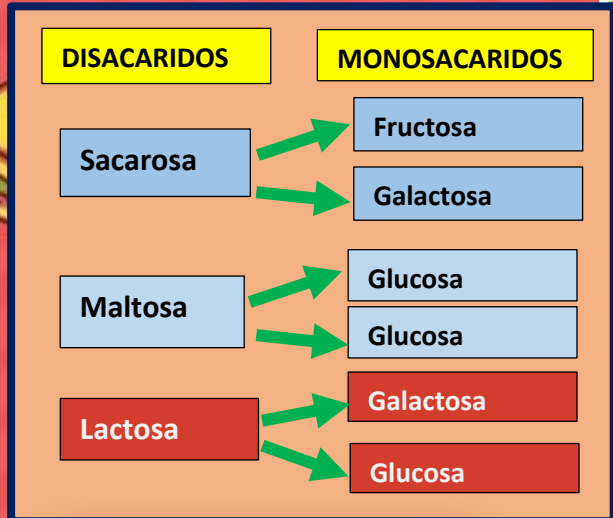 DISACARIDOS
MONOSACARIDOS
Sacarosa
Fructosa
Galactosa
Maltosa
Glucosa
Glucosa
Lactosa
Galactosa
Glucosa